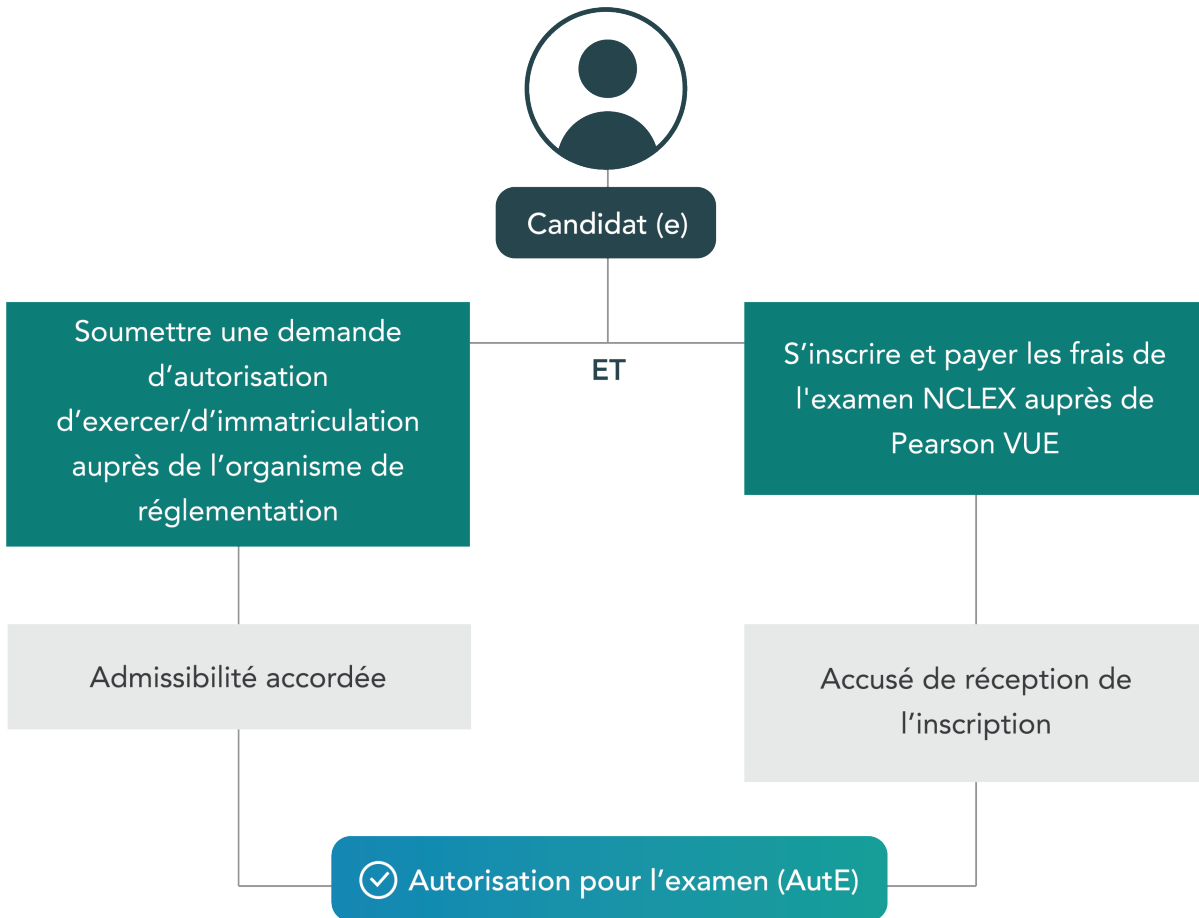 Candidat (e)
Soumettre une demande
d’autorisation
d’exercer/d’immatriculation
auprès de l’organisme de
réglementation
ET
S’inscrire et payer les frais de
l'examen NCLEX auprès de
Pearson VUE
Admissibilité accordée
Accusé de réception de
l’inscription
Autorisation pour l’examen (AutE)